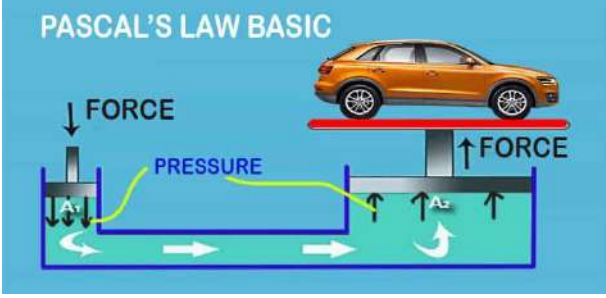 PASCAL'S LAW BASIC
FORCE
PRESSURE
FORCE
A1
A2